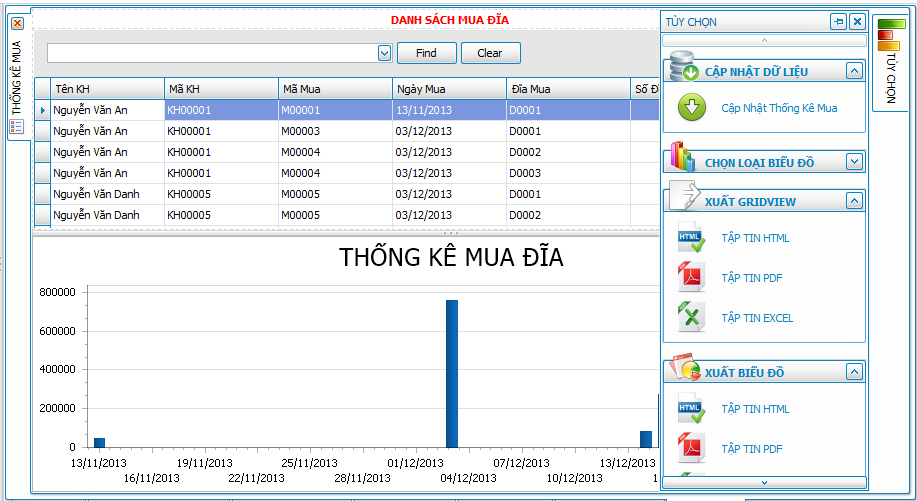 THỐNG KÊ MUA
DANH SÁCH MUA ĐĨA
Find Clear
Tên KH Mã KH Mã Mua Ngày Mua Đĩa Mua
Nguyễn Văn An KH00001 M00001 13/11/2013 D0001
Nguyễn Văn An KH00001 M00003 03/12/2013 D0001
Nguyễn Văn An KH00001 M00004 03/12/2013 D0002
Nguyễn Văn An KH00001 M00004 03/12/2013 D0003
Nguyễn Văn Danh KH00005 M00005 03/12/2013 D0001
Nguyễn Văn Danh KH00005 M00005 03/12/2013 D0002
THỐNG KÊ MUA ĐĨA
800000
600000
400000
200000
0
13/11/2013 19/11/2013 25/11/2013 01/12/2013 07/12/2013 13/12/2013
16/11/2013 22/11/2013 28/11/2013 04/12/2013 10/12/2013
TÙY CHỌN
CẬP NHẬT DỮ LIỆU
Cập Nhật Thống Kê Mua
CHỌN LOẠI BIỂU ĐỒ
XUẤT GRIDVIEW
HTML TẬP TIN HTML
TẬP TIN PDF
TẬP TIN EXCEL
XUẤT BIỂU ĐỒ
HTML TẬP TIN HTML
TẬP TIN PDF
TÙY CHỌN